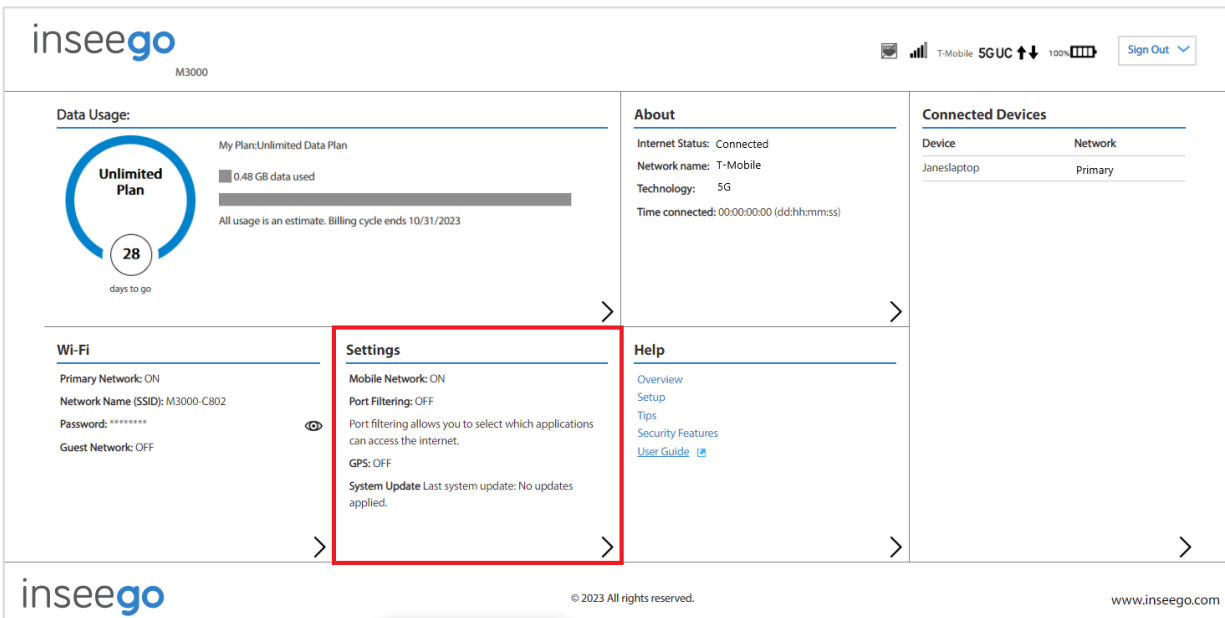 inseego
M3000
T-Mobile 5G UC 100%
Sign Out
Data Usage:
Unlimited
Plan
28
days to go
My Plan:Unlimited Data Plan
0.48 GB data used
All usage is an estimate. Billing cycle ends 10/31/2023
About
Internet Status: Connected
Network name: T-Mobile
Technology: 5G
Time connected: 00:00:00:00 (dd:hh:mm:ss)
Connected Devices
Device Network
Janeslaptop Primary
Wi-Fi
Primary Network: ON
Network Name (SSID): M3000-C802
Password: ********
Guest Network: OFF
Settings
Mobile Network: ON
Port Filtering: OFF
Port filtering allows you to select which applications
can access the internet.
GPS: OFF
System Update Last system update: No updates
applied.
Help
Overview
Setup
Tips
Security Features
User Guide
inseego
© 2023 All rights reserved.
www.inseego.com